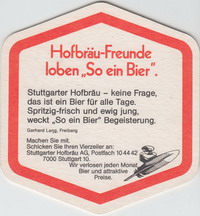 Hofbräu-Freunde
loben „So ein Bier“.
Stuttgarter Hofbräu – keine Frage,
das ist ein Bier für alle Tage.
Spritzig-frisch und ewig jung,
weckt „So ein Bier“ Begeisterung.
Gerhard Lugg, Freiberg
Machen Sie mit.
Schicken Sie Ihren Vierzeiler an:
Stuttgarter Hofbräu AG, Postfach 10 44 42
7000 Stuttgart 10.
Wir verlosen jeden Monat
Bier und attraktive
Preise.